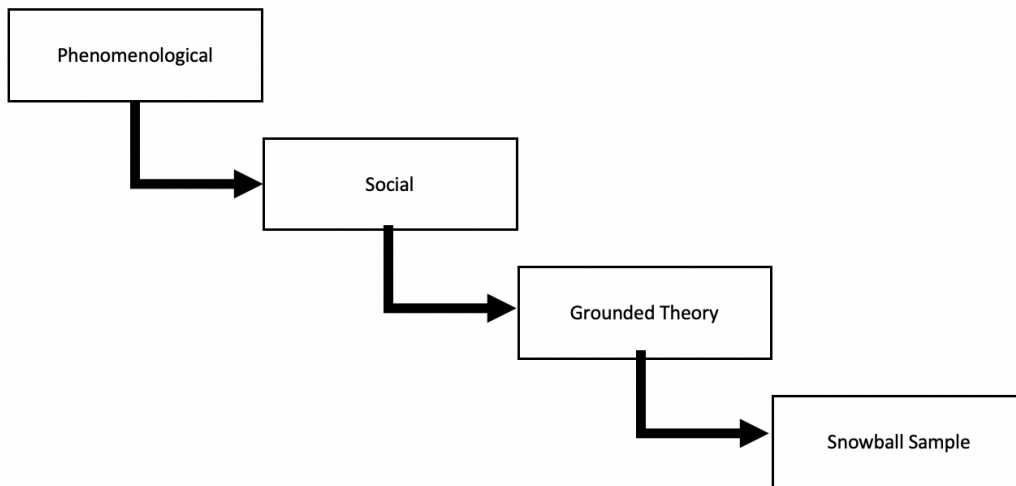 Phenomenological
Social
Grounded Theory
Snowball Sample